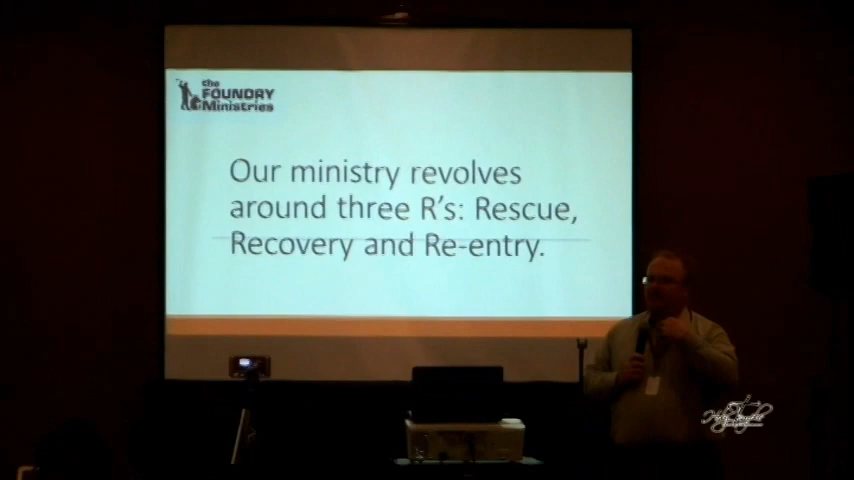 the
FOUNDRY
Ministries
Our ministry revolves
around three R's: Rescue,
Recovery and Re-entry.